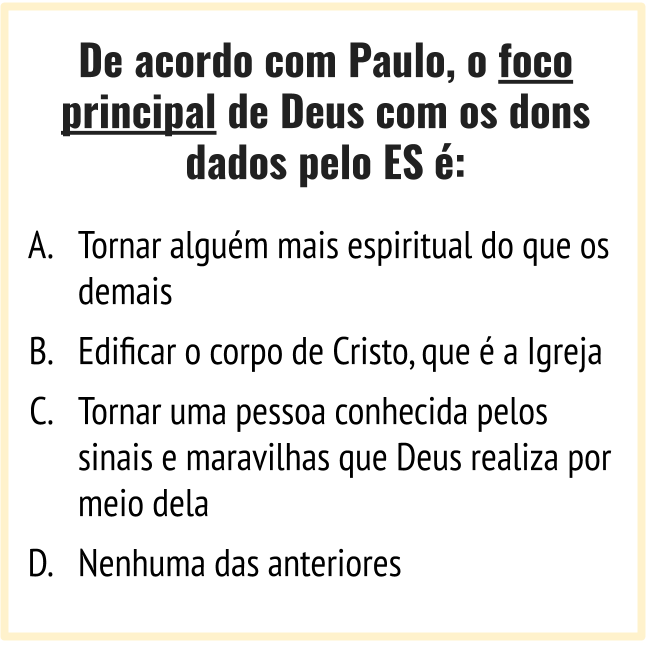 De acordo com Paulo, o foco
principal de Deus com os dons
dados pelo ES é:
A. Tornar alguém mais espiritual do que os
demais
B. Edificar o corpo de Cristo, que é a Igreja
C. Tornar uma pessoa conhecida pelos
sinais e maravilhas que Deus realiza por
meio dela
D. Nenhuma das anteriores